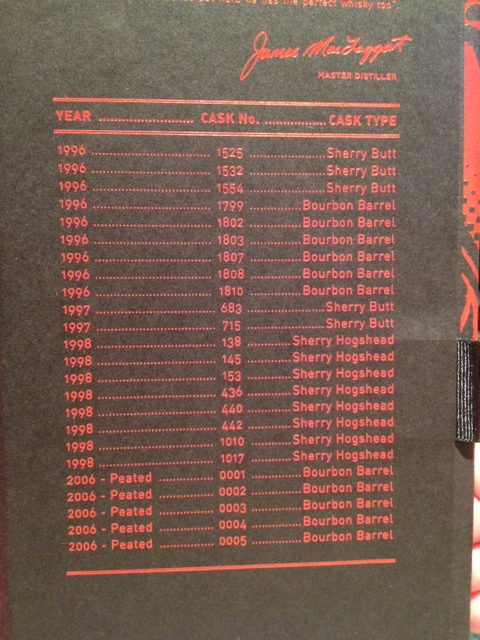 the perfect whisky too"
James MacTaggart
MASTER DISTILLER
YEAR ........................ CASK No. ................ CASK TYPE
1996 ............................... 1525 ................... Sherry Butt
1996 ............................... 1532 ................... Sherry Butt
1996 ............................... 1554 ................... Sherry Butt
1996 ............................... 1799 ............. Bourbon Barrel
1996 ............................... 1802 ............. Bourbon Barrel
1996 ............................... 1803 ............. Bourbon Barrel
1996 ............................... 1807 ............. Bourbon Barrel
1996 ............................... 1808 ............. Bourbon Barrel
1996 ............................... 1810 ............. Bourbon Barrel
1997 ............................... 683 ................... Sherry Butt
1997 ............................... 715 ................... Sherry Butt
1998 ............................... 138 ........... Sherry Hogshead
1998 ............................... 145 ........... Sherry Hogshead
1998 ............................... 153 ........... Sherry Hogshead
1998 ............................... 436 ........... Sherry Hogshead
1998 ............................... 440 ........... Sherry Hogshead
1998 ............................... 442 ........... Sherry Hogshead
1998 ............................... 1010 .......... Sherry Hogshead
1998 ............................... 1017 .......... Sherry Hogshead
2006 - Peated .............. 0001 ............. Bourbon Barrel
2006 - Peated .............. 0002 ............. Bourbon Barrel
2006 - Peated .............. 0003 ............. Bourbon Barrel
2006 - Peated .............. 0004 ............. Bourbon Barrel
2006 - Peated .............. 0005 ............. Bourbon Barrel